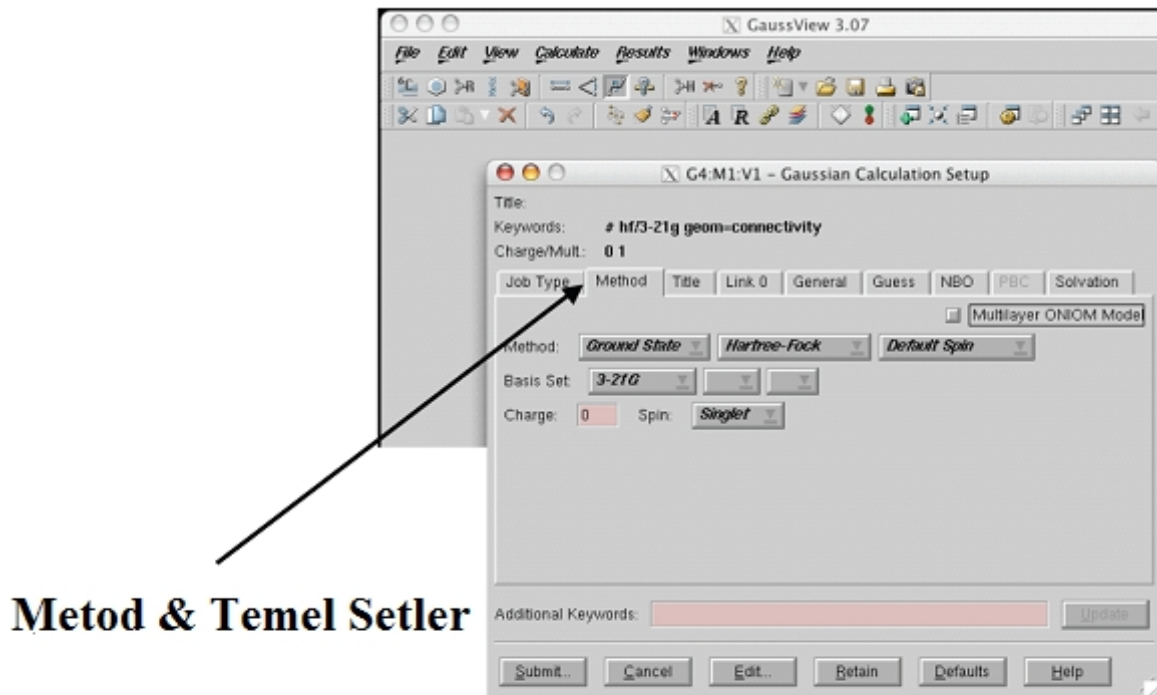 X GaussView 3.07
File Edit View Calculate Results Windows Help
A R
X G4:M1:V1 – Gaussian Calculation Setup
Title:
Keywords: # hf/3-21g geom=connectivity
Charge/Mult.: 0 1
Job Type Method Title Link 0 General Guess NBO PBC Solvation
Multilayer ONIOM Model
Method: Ground State Hartree-Fock Default Spin
Basis Set: 3-21G
Charge: 0 Spin: Singlet
Metod & Temel Setler
Additional Keywords: Update
Submit... Cancel Edit... Retain Defaults Help